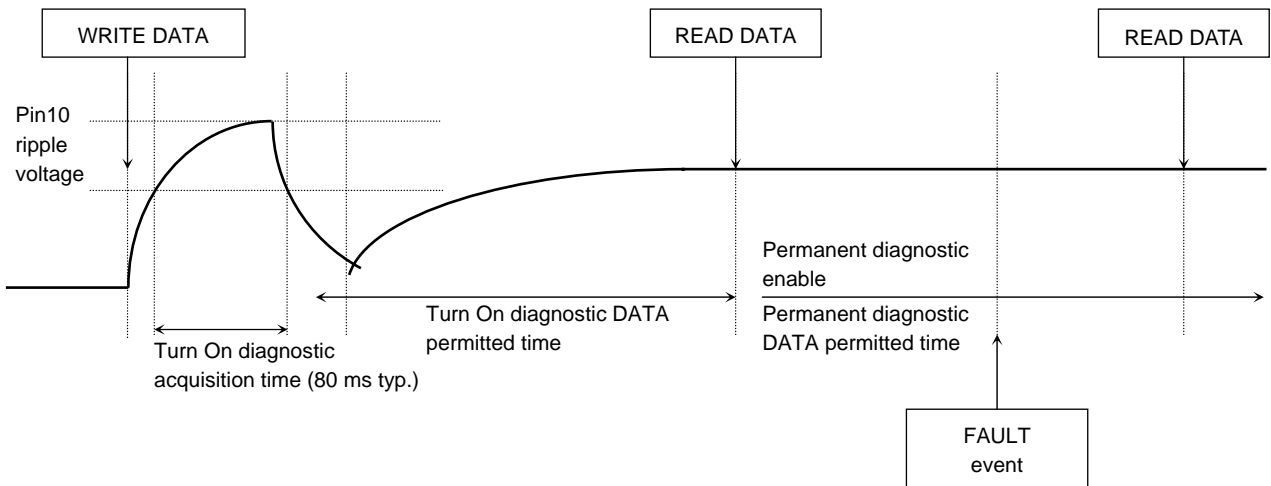 WRITE DATA
READ DATA
READ DATA
Pin10
ripple
voltage
Permanent diagnostic
enable
Turn On diagnostic DATA
permitted time
Permanent diagnostic
DATA permitted time
Turn On diagnostic
acquisition time (80 ms typ.)
FAULT
event